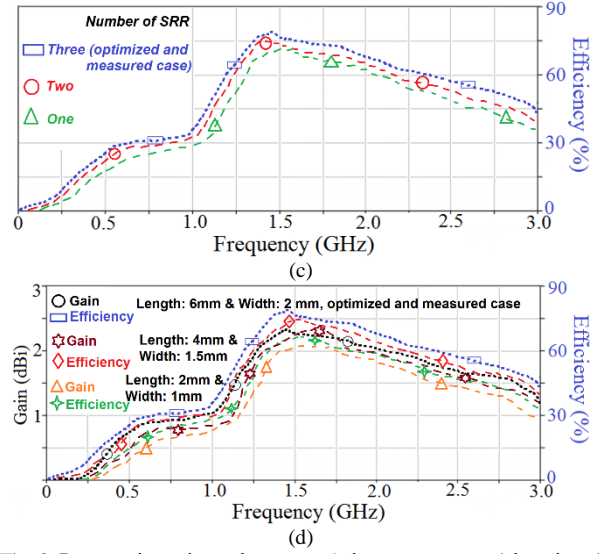 Number of SRR
Three (optimized and
measured case)
Two
One
90
60
30
0
Efficiency (%)
0
0.5
1.0
1.5
2.0
2.5
3.0
Frequency (GHz)
(c)
3
2
1
Gain (dBi)
Gain
Efficiency
Gain
Efficiency
Gain
Efficiency
Length: 6mm & Width: 2 mm, optimized and measured case
Length: 4mm &
Width: 1.5mm
Length: 2mm &
Width: 1mm
90
60
30
0
Efficiency (%)
0
0.5
1.0
1.5
2.0
2.5
3.0
Frequency (GHz)
(d)